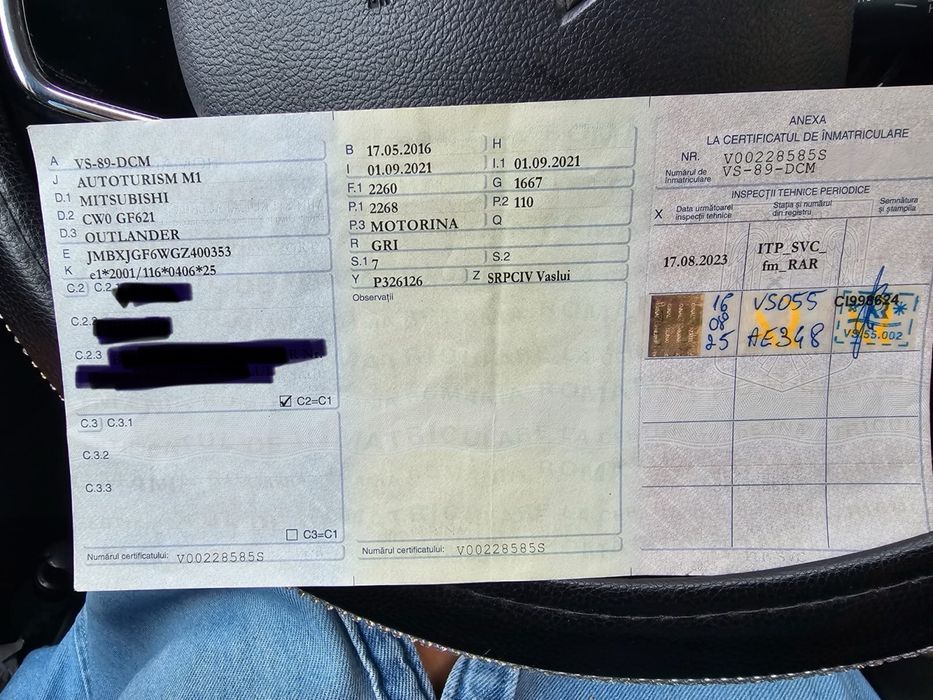 A VS-89-DCM
J AUTOTURISM M1
D.1 MITSUBISHI
D.2 CW0 GF621
D.3 OUTLANDER
E JMBXJGF6WGZ400353
K e1*2001/116*0406*25
C.2 C.2.
C.2.2
C.2.3
C2=C1
C.3 C.3.1
C.3.2
C.3.3
C3=C1
Numărul certificatului: V00228585S
B 17.05.2016 H
I 01.09.2021 I.1 01.09.2021
F.1 2260 G 1667
P.1 2268 P.2 110
P.3 MOTORINA Q
R GRI
S.1 7 S.2
Y P326126 Z SRPCIV Vaslui
Observații
Numărul certificatului: V00228585S
ANEXA
LA CERTIFICATUL DE ÎNMATRICULARE
NR. V00228585S
Numărul de înmatriculare VS-89-DCM
INSPECȚII TEHNICE PERIODICE
X Data următoarei inspecții tehnice Stația și numărul din registru Semnătura și ștampila
17.08.2023 ITP_SVC_
fm_RAR
16 08 25 VS055 AE348 CI998624
VS 55.002